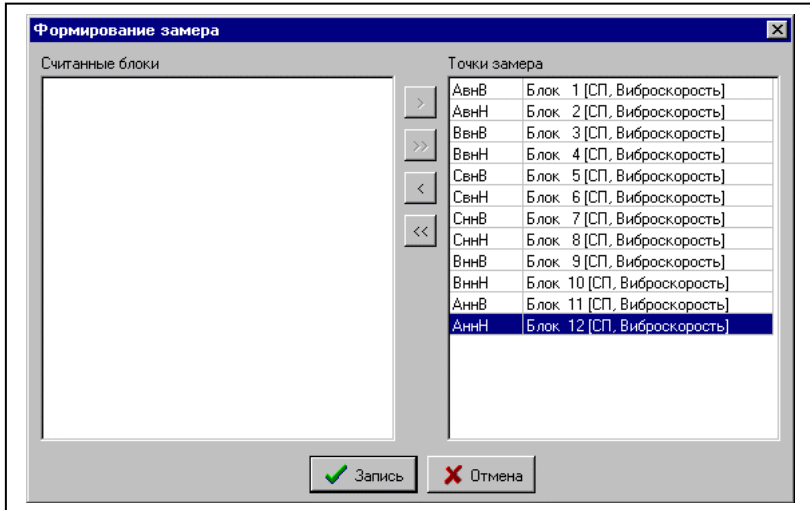 Формирование замера
Считанные блоки
Точки замера
>
>>
<
<<
АвнВ Блок 1 [СП, Виброскорость]
АвнН Блок 2 [СП, Виброскорость]
ВвнВ Блок 3 [СП, Виброскорость]
ВвнН Блок 4 [СП, Виброскорость]
СвнВ Блок 5 [СП, Виброскорость]
СвнН Блок 6 [СП, Виброскорость]
СннВ Блок 7 [СП, Виброскорость]
СннН Блок 8 [СП, Виброскорость]
ВннВ Блок 9 [СП, Виброскорость]
ВннН Блок 10 [СП, Виброскорость]
АннВ Блок 11 [СП, Виброскорость]
АннН Блок 12 [СП, Виброскорость]
Запись
Отмена